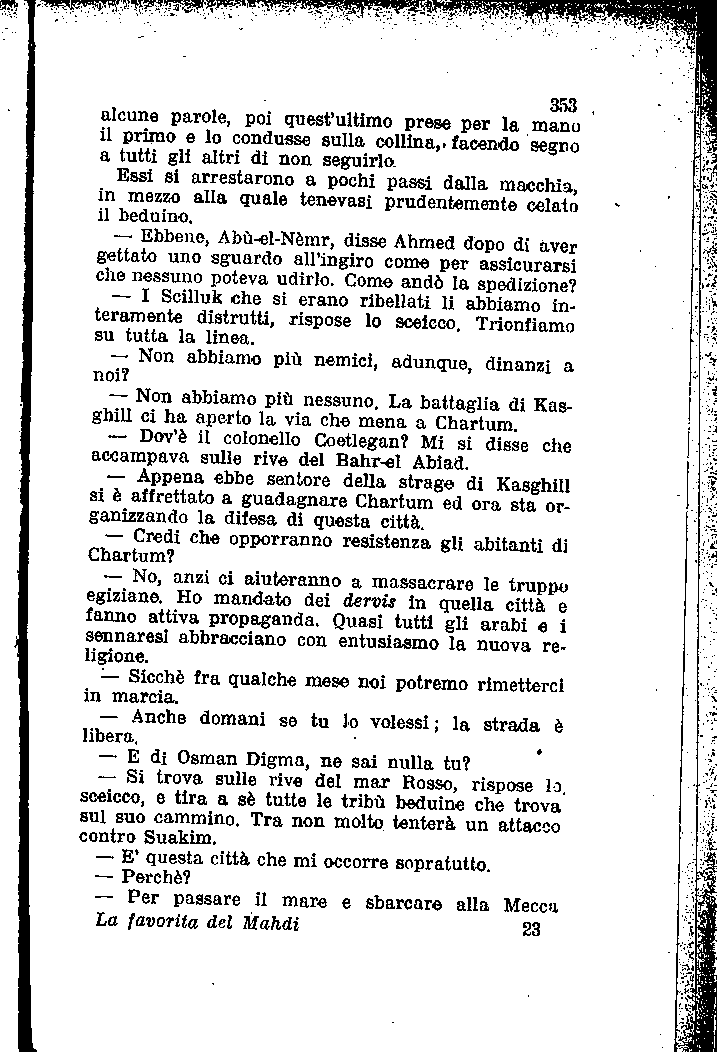 353
alcune parole, poi quest'ultimo prese per la mano
il primo e lo condusse sulla collina, facendo segno
a tutti gli altri di non seguirlo.
Essi si arrestarono a pochi passi dalla macchia,
in mezzo alla quale tenevasi prudentemente celato
il beduino.
— Ebbene, Abù-el-Nèmr, disse Ahmed dopo di aver
gettato uno sguardo all'ingiro come per assicurarsi
che nessuno poteva udirlo. Come andò la spedizione?
— I Scilluk che si erano ribellati li abbiamo in-
teramente distrutti, rispose lo sceicco. Trionfiamo
su tutta la linea.
— Non abbiamo più nemici, adunque, dinanzi a
noi?
— Non abbiamo più nessuno. La battaglia di Kas-
ghill ci ha aperto la via che mena a Chartum.
— Dov'è il colonello Coetlegan? Mi si disse che
accampava sulle rive del Bahr-el Abiad.
— Appena ebbe sentore della strage di Kasghill
si è affrettato a guadagnare Chartum ed ora sta or-
ganizzando la difesa di questa città.
— Credi che opporranno resistenza gli abitanti di
Chartum?
— No, anzi ci aiuteranno a massacrare le truppe
egiziane. Ho mandato dei dervis in quella città e
fanno attiva propaganda. Quasi tutti gli arabi e i
sennaresi abbracciano con entusiasmo la nuova re-
ligione.
— Sicchè fra qualche mese noi potremo rimetterci
in marcia.
— Anche domani se tu lo volessi; la strada è
libera.
— E di Osman Digma, ne sai nulla tu?
— Si trova sulle rive del mar Rosso, rispose lo
sceicco, e tira a sè tutte le tribù beduine che trova
sul suo cammino. Tra non molto tenterà un attacco
contro Suakim.
— E' questa città che mi occorre sopratutto.
— Perchè?
— Per passare il mare e sbarcare alla Mecca
La favorita del Mahdi 23